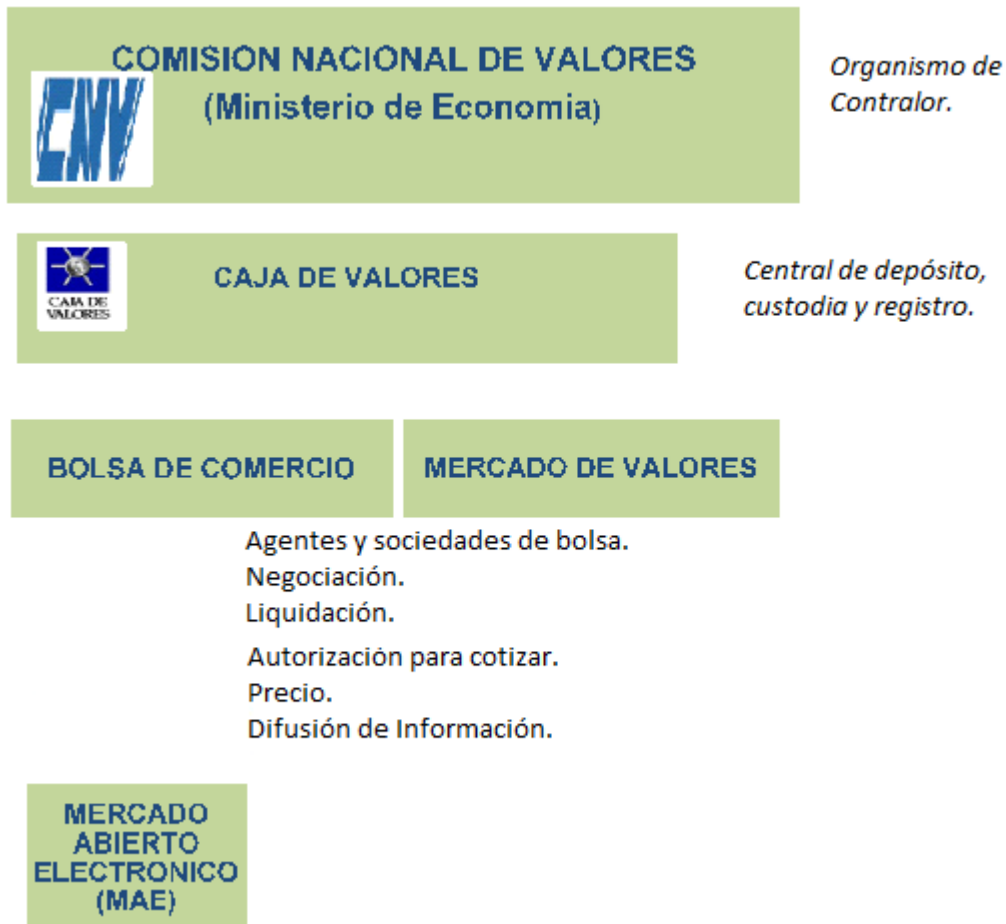 COMISION NACIONAL DE VALORES
(Ministerio de Economia)
CNV
Organismo de
Contralor.
CAJA DE VALORES
CAJA DE
VALORES
Central de depósito,
custodia y registro.
BOLSA DE COMERCIO
MERCADO DE VALORES
Agentes y sociedades de bolsa.
Negociación.
Liquidación.
Autorización para cotizar.
Precio.
Difusión de Información.
MERCADO
ABIERTO
ELECTRONICO
(MAE)